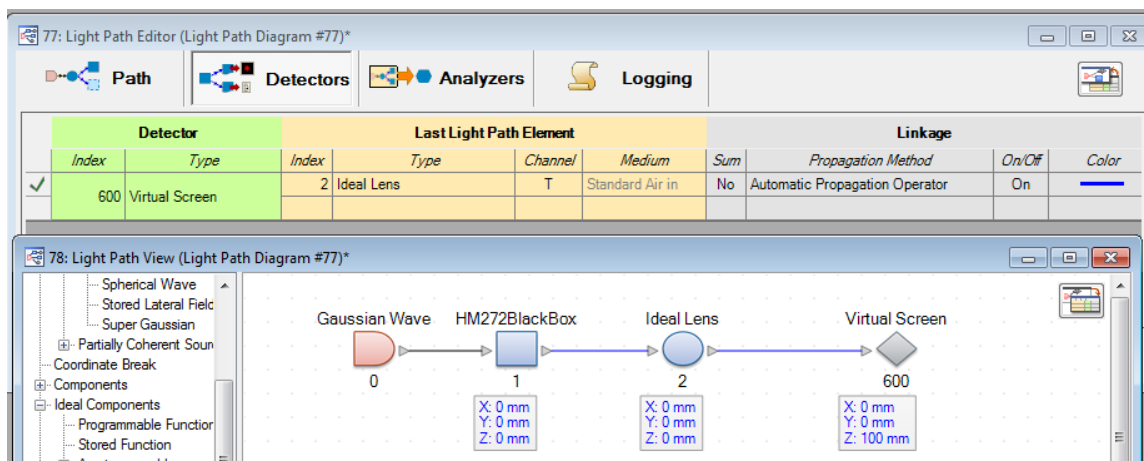 77: Light Path Editor (Light Path Diagram #77)*
Path Detectors Analyzers Logging
Detector Last Light Path Element Linkage
Index Type Index Type Channel Medium Sum Propagation Method On/Off Color
600 Virtual Screen 2 Ideal Lens T Standard Air in No Automatic Propagation Operator On
78: Light Path View (Light Path Diagram #77)*
Spherical Wave
Stored Lateral Field
Super Gaussian
Partially Coherent Sour
Coordinate Break
Components
Ideal Components
Programmable Function
Stored Function
Gaussian Wave HM272BlackBox Ideal Lens Virtual Screen
0 1 2 600
X: 0 mm X: 0 mm X: 0 mm
Y: 0 mm Y: 0 mm Y: 0 mm
Z: 0 mm Z: 0 mm Z: 100 mm